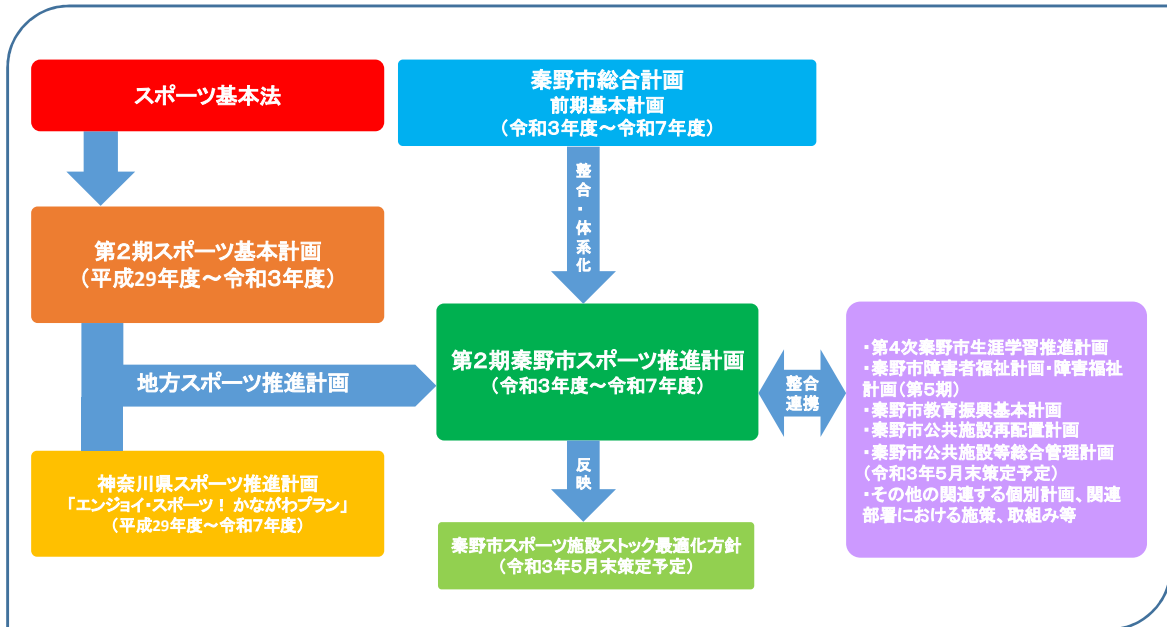 スポーツ基本法
秦野市総合計画
前期基本計画
(令和3年度～令和7年度)
整合・体系化
第2期スポーツ基本計画
(平成29年度～令和3年度)
地方スポーツ推進計画
第2期秦野市スポーツ推進計画
(令和3年度～令和7年度)
整合
連携
・第4次秦野市生涯学習推進計画
・秦野市障害者福祉計画・障害福祉
計画(第5期)
・秦野市教育振興基本計画
・秦野市公共施設再配置計画
・秦野市公共施設等総合管理計画
(令和3年5月末策定予定)
・その他の関連する個別計画、関連
部署における施策、取組み等
神奈川県スポーツ推進計画
「エンジョイ・スポーツ！かながわプラン」
(平成29年度～令和7年度)
反映
秦野市スポーツ施設ストック最適化方針
(令和3年5月末策定予定)